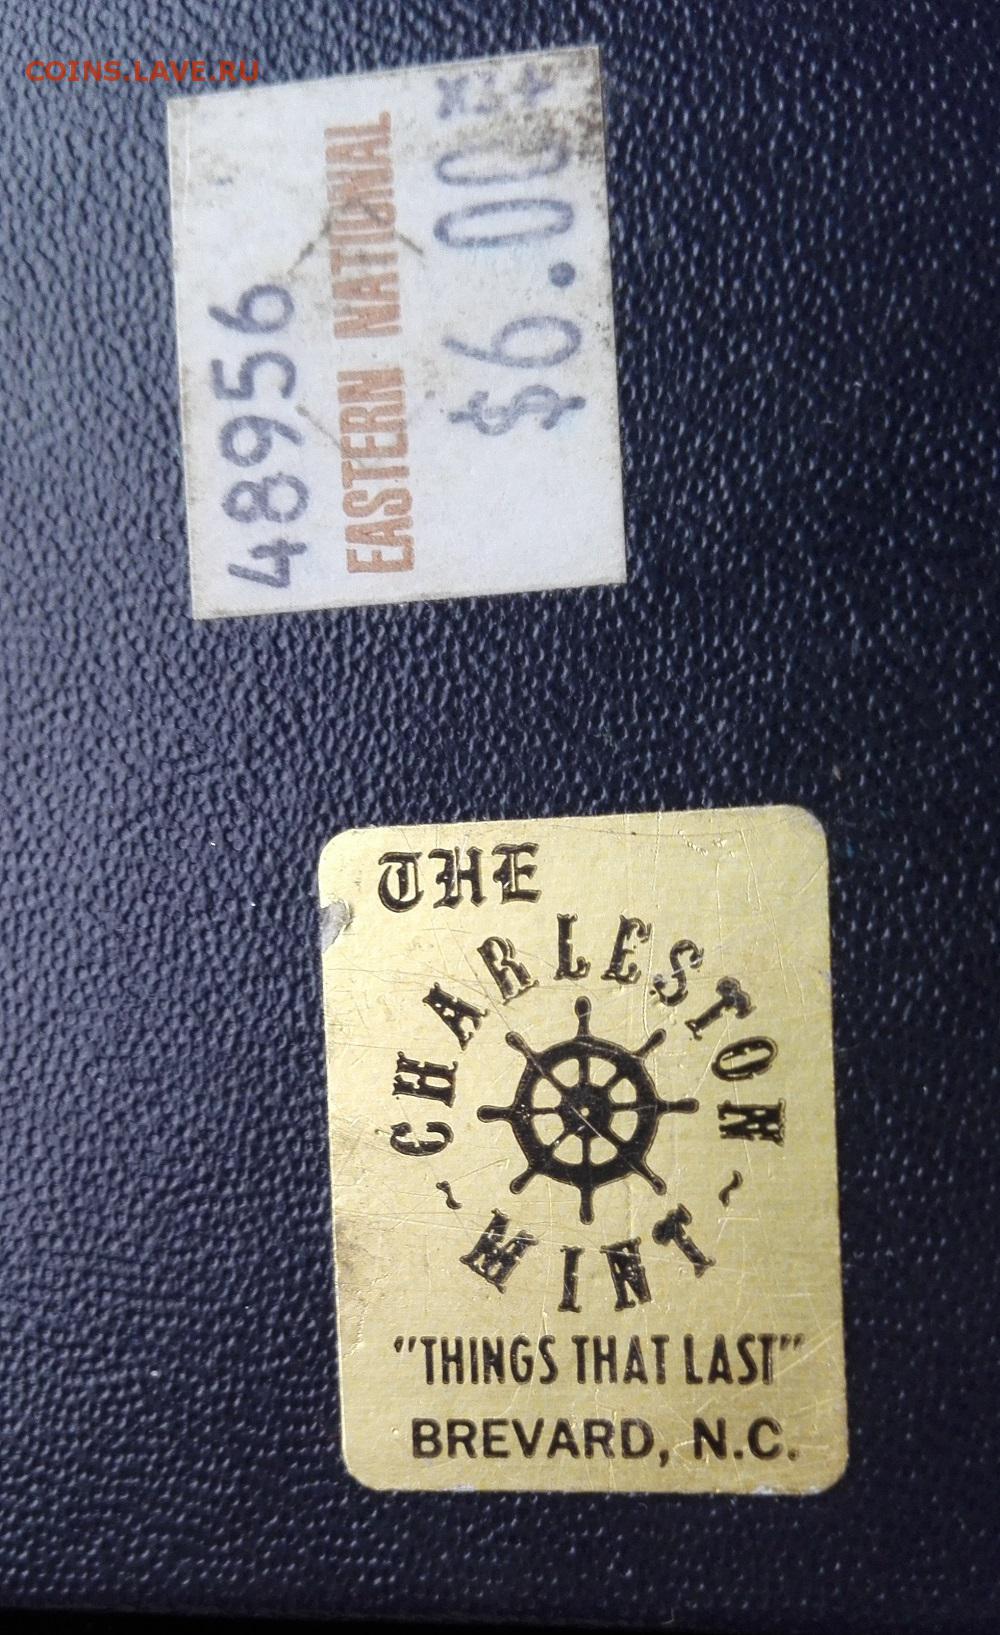 COINS.LAVE.RU
48956
EASTERN NATIONAL
$6.00
THE
CHARLESTON
~ MINT ~
"THINGS THAT LAST"
BREVARD, N.C.